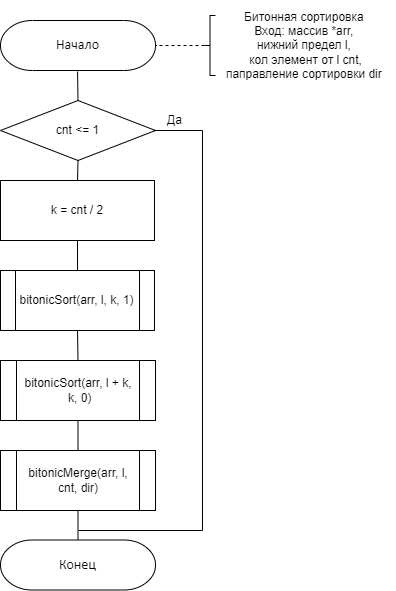 Начало
Битонная сортировка
Вход: массив *arr,
нижний предел l,
кол элемент от l cnt,
паправление сортировки dir
cnt <= 1
Да
k = cnt / 2
bitonicSort(arr, l, k, 1)
bitonicSort(arr, l + k,
k, 0)
bitonicMerge(arr, l,
cnt, dir)
Конец